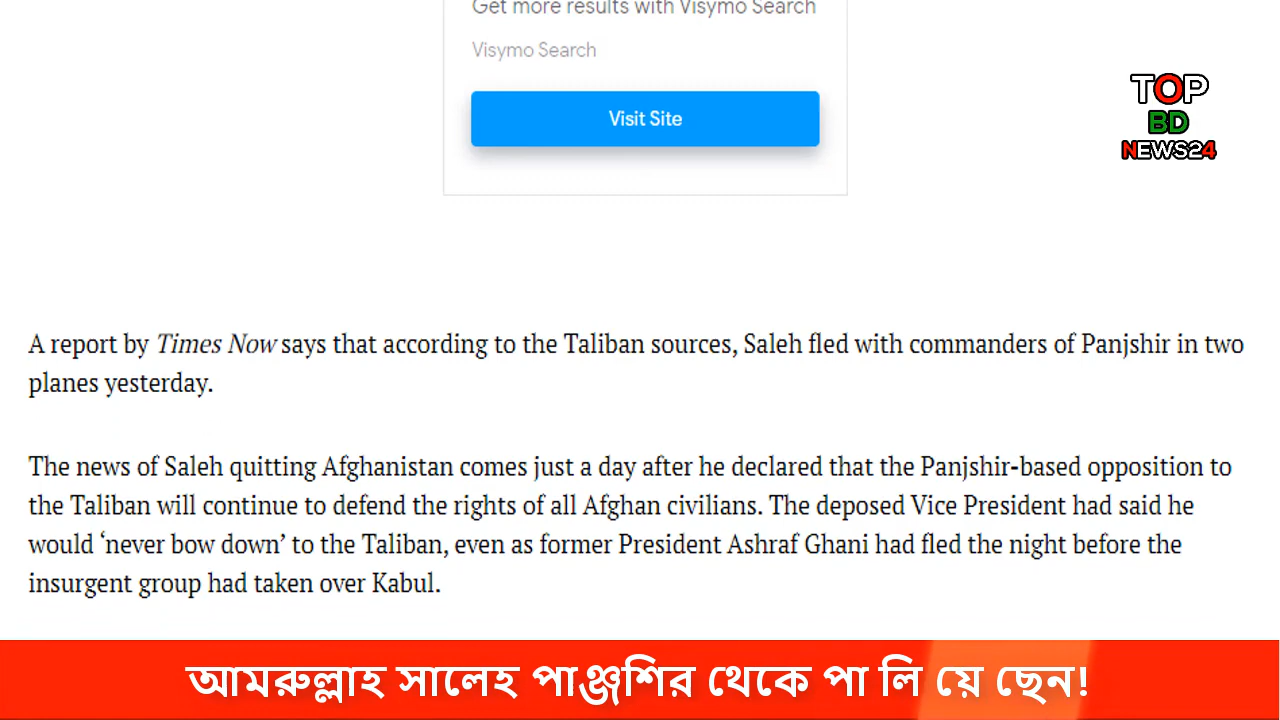 Get more results with Visymo Search
Visymo Search
Visit Site
TOP
BD
NEWS24
A report by Times Now says that according to the Taliban sources, Saleh fled with commanders of Panjshir in two
planes yesterday.
The news of Saleh quitting Afghanistan comes just a day after he declared that the Panjshir-based opposition to
the Taliban will continue to defend the rights of all Afghan civilians. The deposed Vice President had said he
would ‘never bow down’ to the Taliban, even as former President Ashraf Ghani had fled the night before the
insurgent group had taken over Kabul.
আমরুল্লাহ সালেহ পাঞ্জশির থেকে পা লি য়ে ছেন!